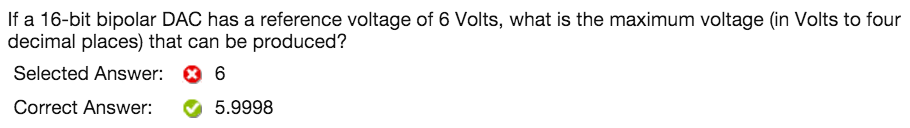 If a 16-bit bipolar DAC has a reference voltage of 6 Volts, what is the maximum voltage (in Volts to four
decimal places) that can be produced?
Selected Answer: 6
Correct Answer: 5.9998